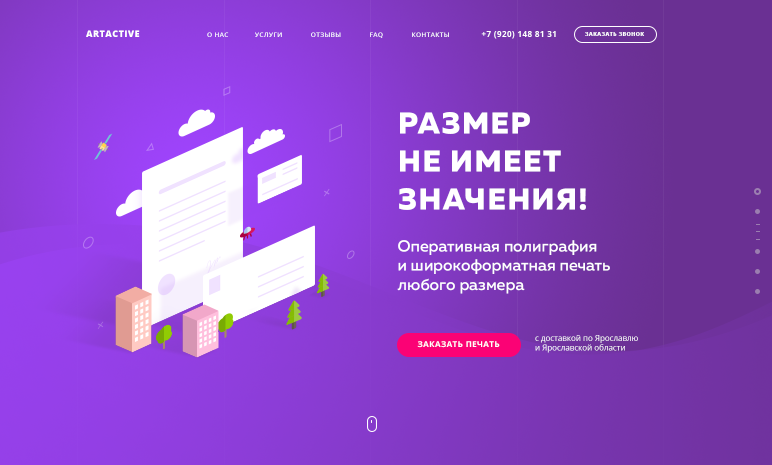 ARTACTIVE
О НАС
УСЛУГИ
ОТЗЫВЫ
FAQ
КОНТАКТЫ
+7 (920) 148 81 31
ЗАКАЗАТЬ ЗВОНОК
РАЗМЕР
НЕ ИМЕЕТ
ЗНАЧЕНИЯ!
Оперативная полиграфия
и широкоформатная печать
любого размера
ЗАКАЗАТЬ ПЕЧАТЬ
с доставкой по Ярославлю
и Ярославской области